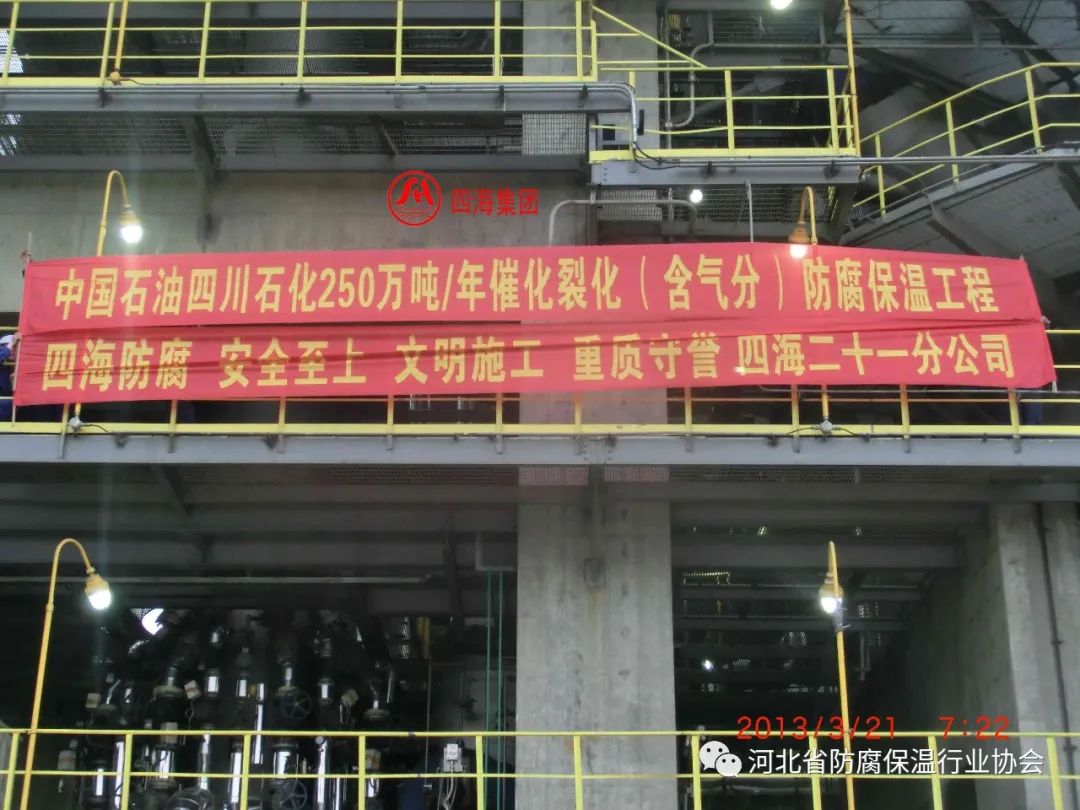 四海集团
中国石油四川石化250万吨/年催化裂化（含气分）防腐保温工程
四海防腐 安全至上 文明施工 重质守誉 四海二十一分公司
2013/3/21 7:22
河北省防腐保温行业协会